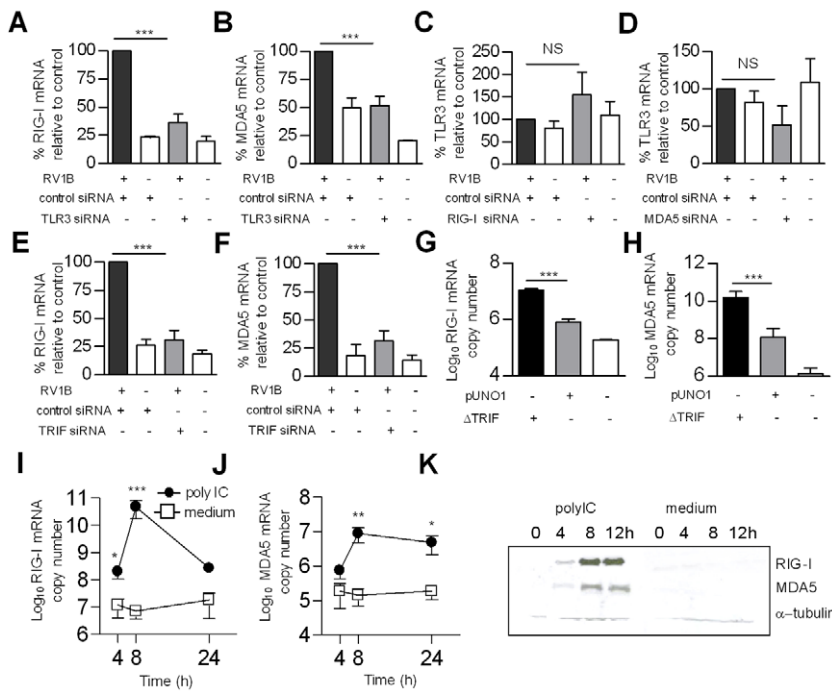 A
% RIG-I mRNA
relative to control
100
75
50
25
0
***
RV1B + - + -
control siRNA + + - -
TLR3 siRNA - - + -
B
% MDA5 mRNA
relative to control
100
75
50
25
0
***
RV1B + - + -
control siRNA + + - -
TLR3 siRNA - - + -
C
% TLR3 mRNA
relative to control
250
200
150
100
50
0
NS
RV1B + - + -
control siRNA + + - -
RIG-I siRNA - - + -
D
% TLR3 mRNA
relative to control
150
100
50
0
NS
RV1B + - + -
control siRNA + + - -
MDA5 siRNA - - + -
E
% RIG-I mRNA
relative to control
100
75
50
25
0
***
RV1B + - + -
control siRNA + + - -
TRIF siRNA - - + -
F
% MDA5 mRNA
relative to control
100
75
50
25
0
***
RV1B + - + -
control siRNA + + - -
TRIF siRNA - - + -
G
Log₁₀ RIG-I mRNA
copy number
8
6
4
***
pUNO1 - + -
ΔTRIF + - -
H
Log₁₀ MDA5 mRNA
copy number
12
10
8
6
***
pUNO1 - + -
ΔTRIF + - -
I
Log₁₀ RIG-I mRNA
copy number
11
10
9
8
7
6
*
***
poly IC
medium
4 8 24
Time (h)
J
Log₁₀ MDA5 mRNA
copy number
8
7
6
5
4
**
*
4 8 24
Time (h)
K
polyIC medium
0 4 8 12h 0 4 8 12h
RIG-I
MDA5
α-tubulin